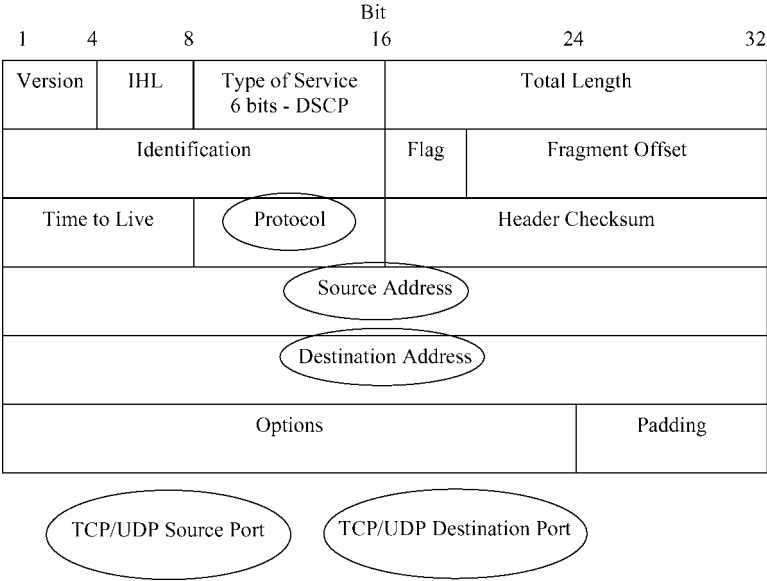 Bit
1 4 8 16 24 32
Version IHL Type of Service Total Length
6 bits - DSCP
Identification Flag Fragment Offset
Time to Live Protocol Header Checksum
Source Address
Destination Address
Options Padding
TCP/UDP Source Port TCP/UDP Destination Port